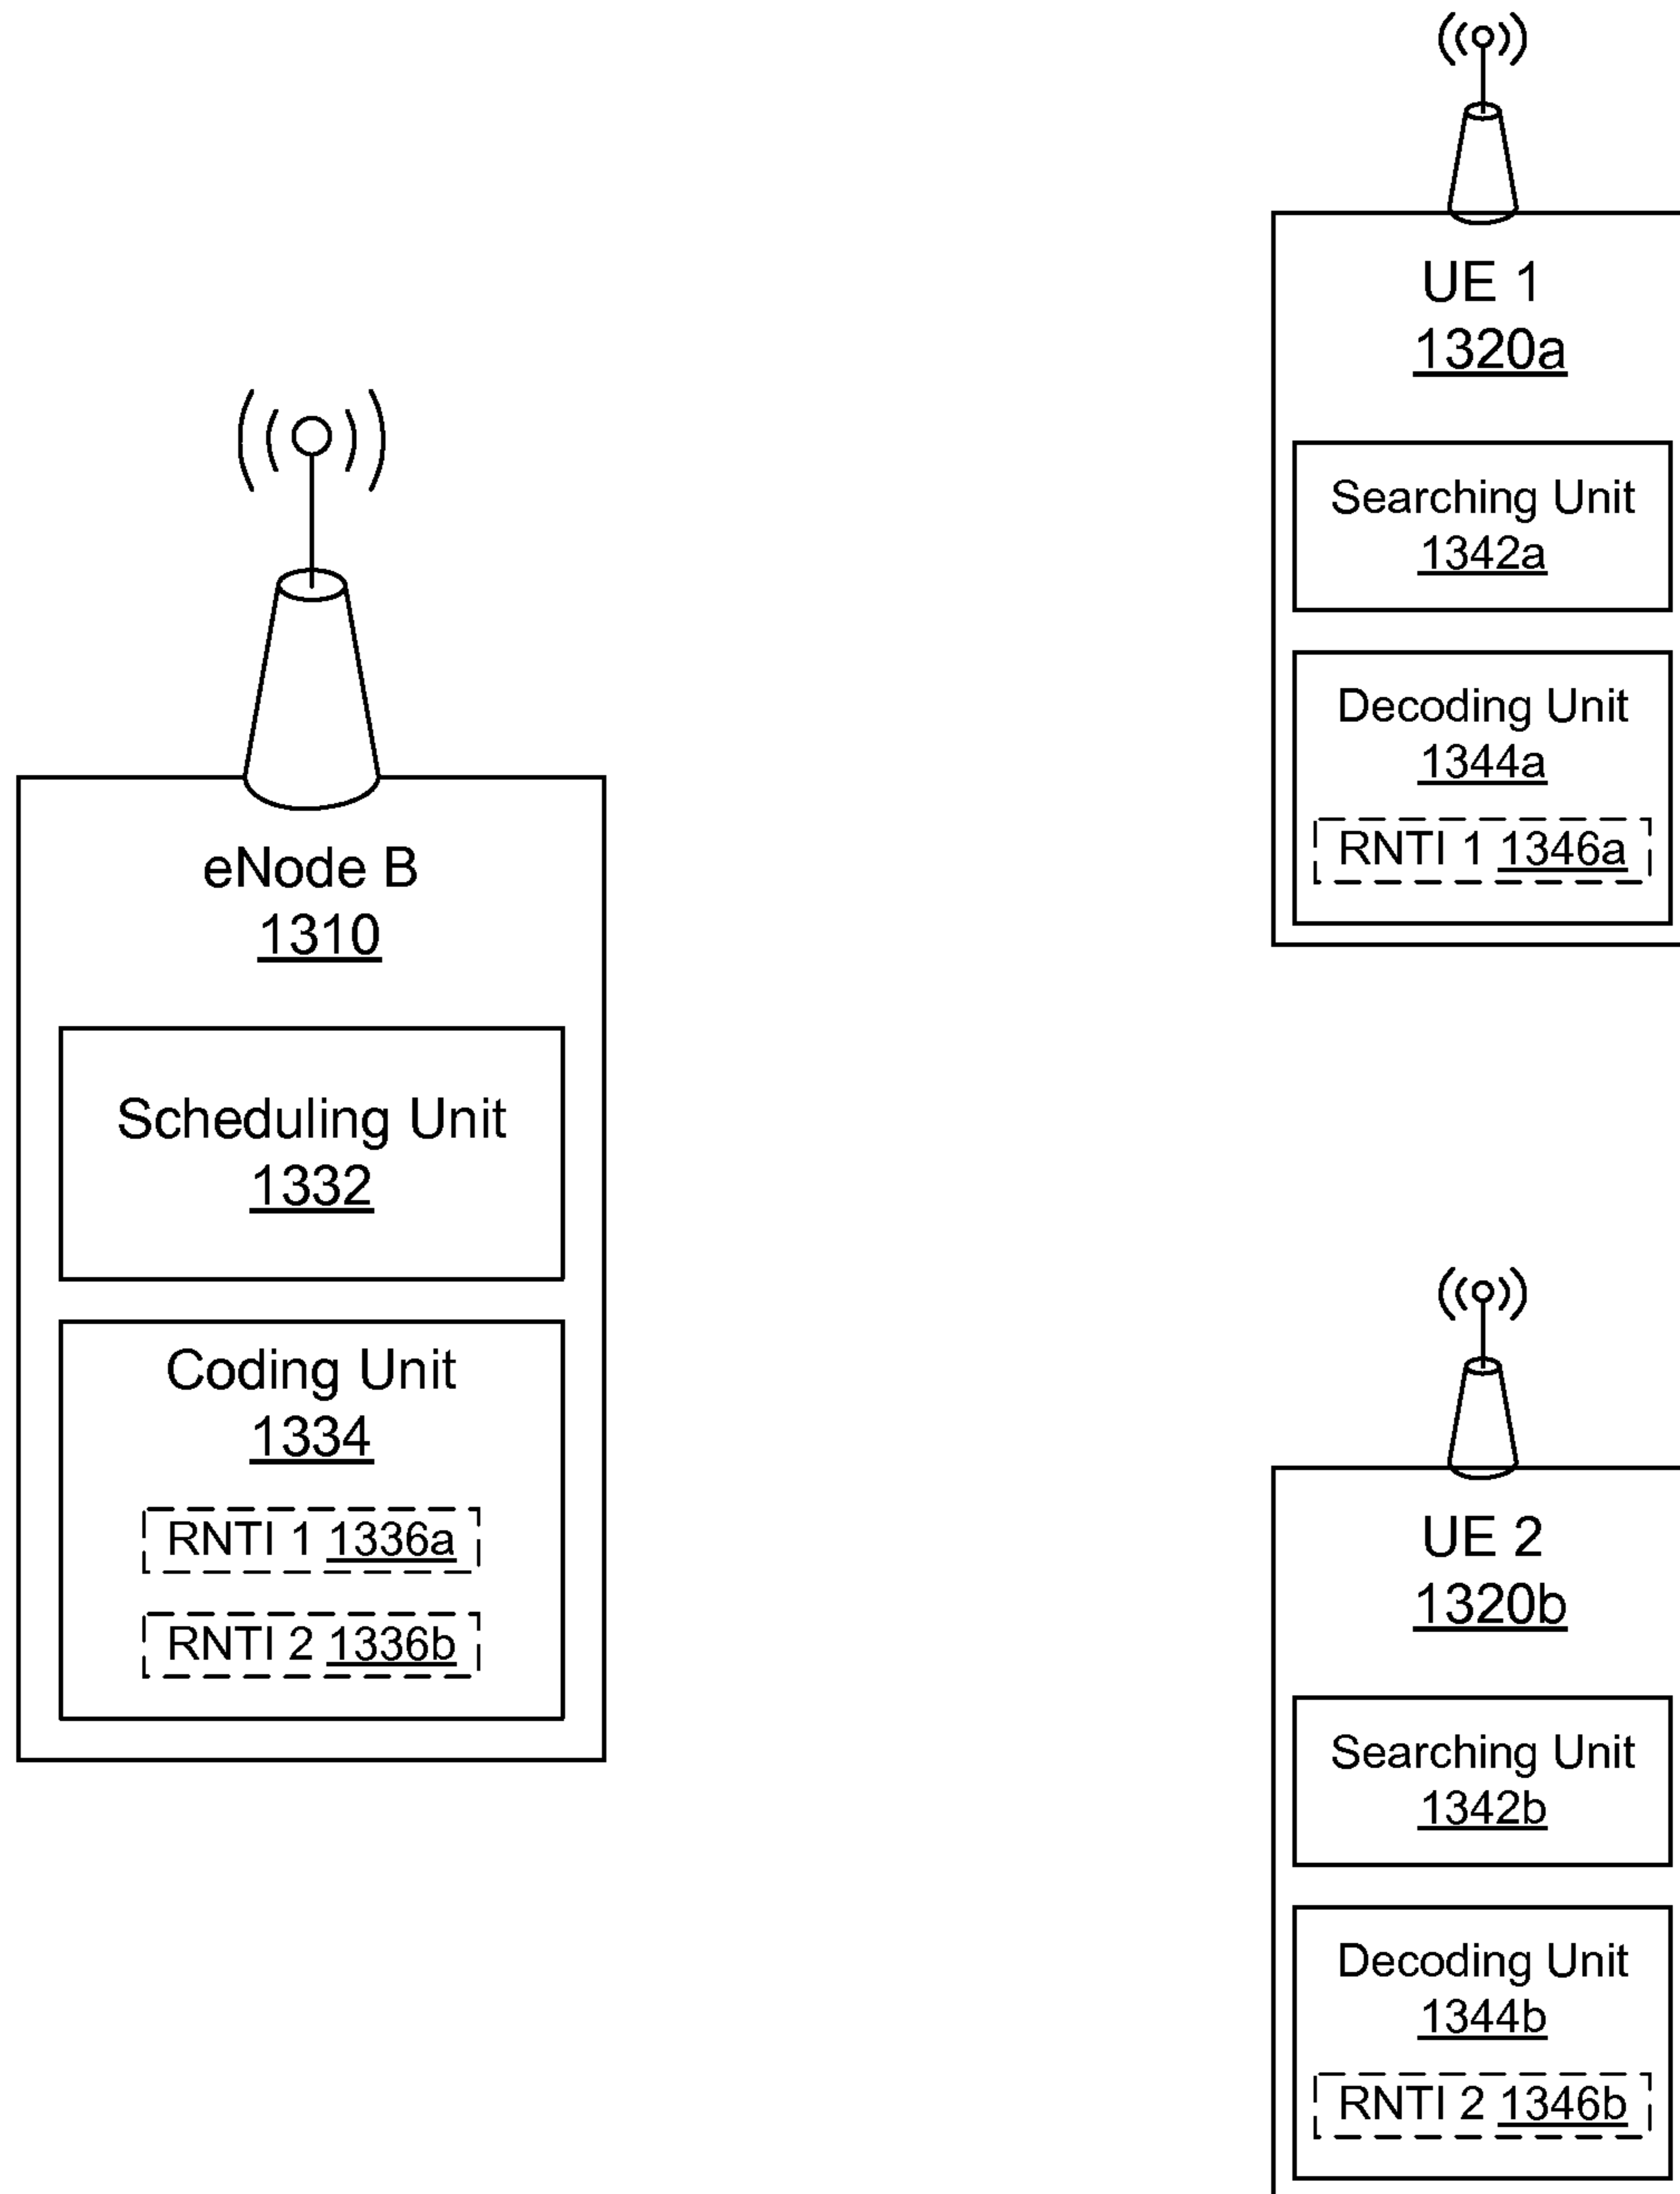 eNode B
1310
Scheduling Unit
1332
Coding Unit
1334
RNTI 1 1336a
RNTI 2 1336b
UE 1
1320a
Searching Unit
1342a
Decoding Unit
1344a
RNTI 1 1346a
UE 2
1320b
Searching Unit
1342b
Decoding Unit
1344b
RNTI 2 1346b